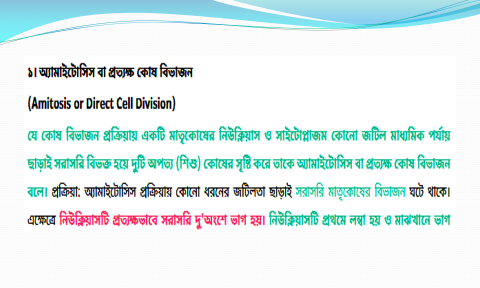 ১। অ্যামাইটোসিস বা প্রত্যক্ষ কোষ বিভাজন
(Amitosis or Direct Cell Division)
যে কোষ বিভাজন প্রক্রিয়ায় একটি মাতৃকোষের নিউক্লিয়াস ও সাইটোপ্লাজম কোনো জটিল মাধ্যমিক পর্যায়
ছাড়াই সরাসরি বিভক্ত হয়ে দুটি অপত্য (শিশু) কোষের সৃষ্টি করে তাকে অ্যামাইটোসিস বা প্রত্যক্ষ কোষ বিভাজন
বলে। প্রক্রিয়া: অ্যামাইটোসিস প্রক্রিয়ায় কোনো ধরনের জটিলতা ছাড়াই সরাসরি মাতৃকোষের বিভাজন ঘটে থাকে।
এক্ষেত্রে নিউক্লিয়াসটি প্রত্যক্ষভাবে সরাসরি দু'অংশে ভাগ হয়। নিউক্লিয়াসটি প্রথমে লম্বা হয় ও মাঝখানে ভাগ